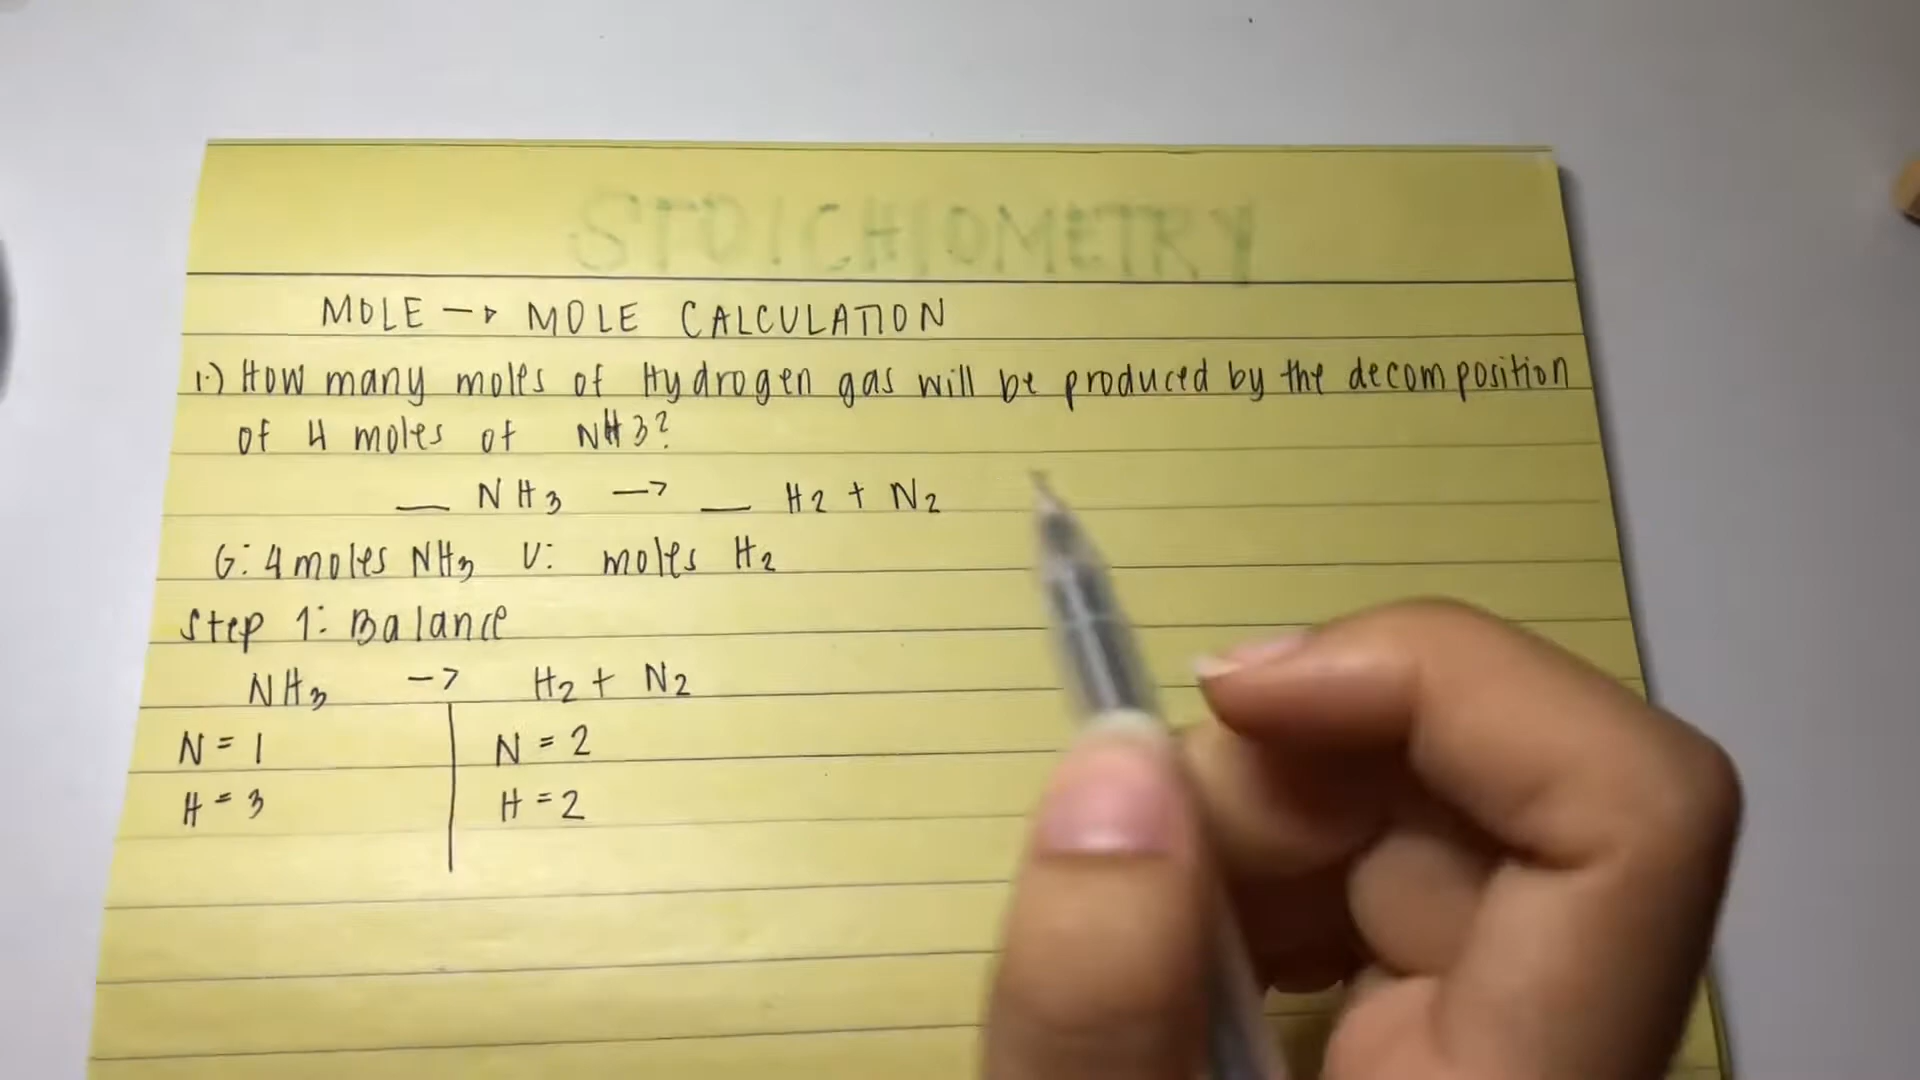 STOICHIOMETRY
MOLE → MOLE CALCULATION
1.) How many moles of Hydrogen gas will be produced by the decomposition
of 4 moles of NH3?
__ NH3 → __ H2 + N2
G: 4 moles NH3 U: moles H2
Step 1: Balance
NH3 → H2 + N2
N = 1 N = 2
H = 3 H = 2